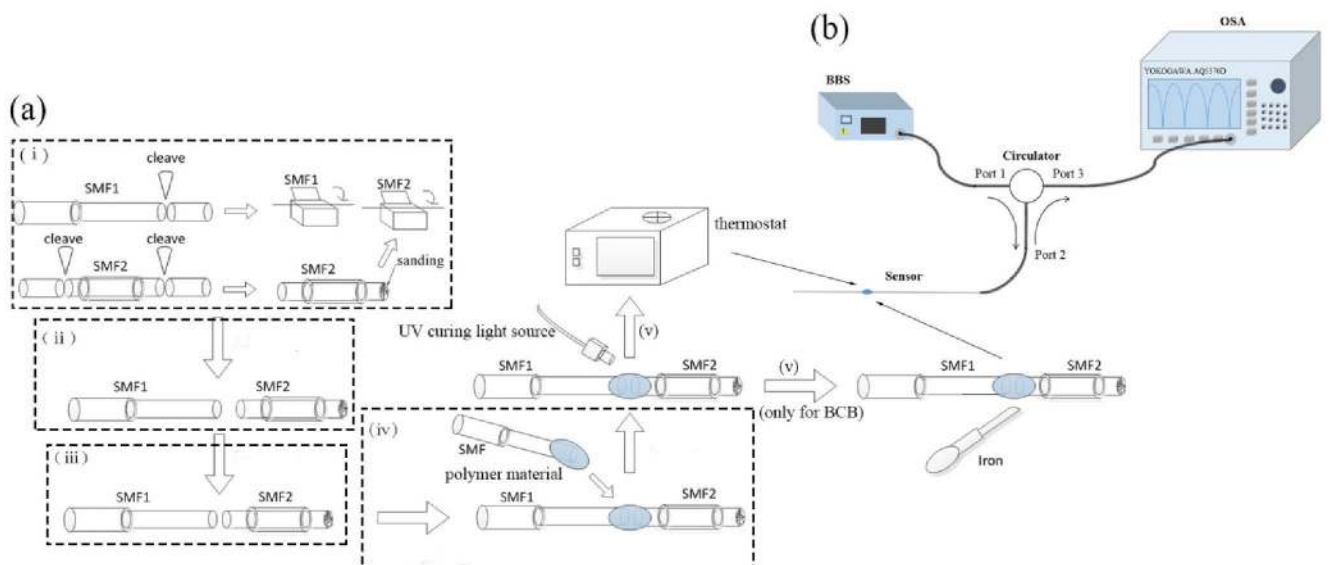 (a)
(i)
cleave
SMF1
SMF1
SMF2
cleave
cleave
SMF2
SMF2
sanding
(ii)
SMF1
SMF2
(iii)
SMF1
SMF2
thermostat
(v)
UV curing light source
SMF1
SMF2
(v)
(only for BCB)
SMF1
SMF2
Iron
(iv)
SMF
polymer material
SMF1
SMF2
(b)
OSA
YOKOGAWA AQ6370D
BBS
Circulator
Port 1
Port 3
Port 2
Sensor